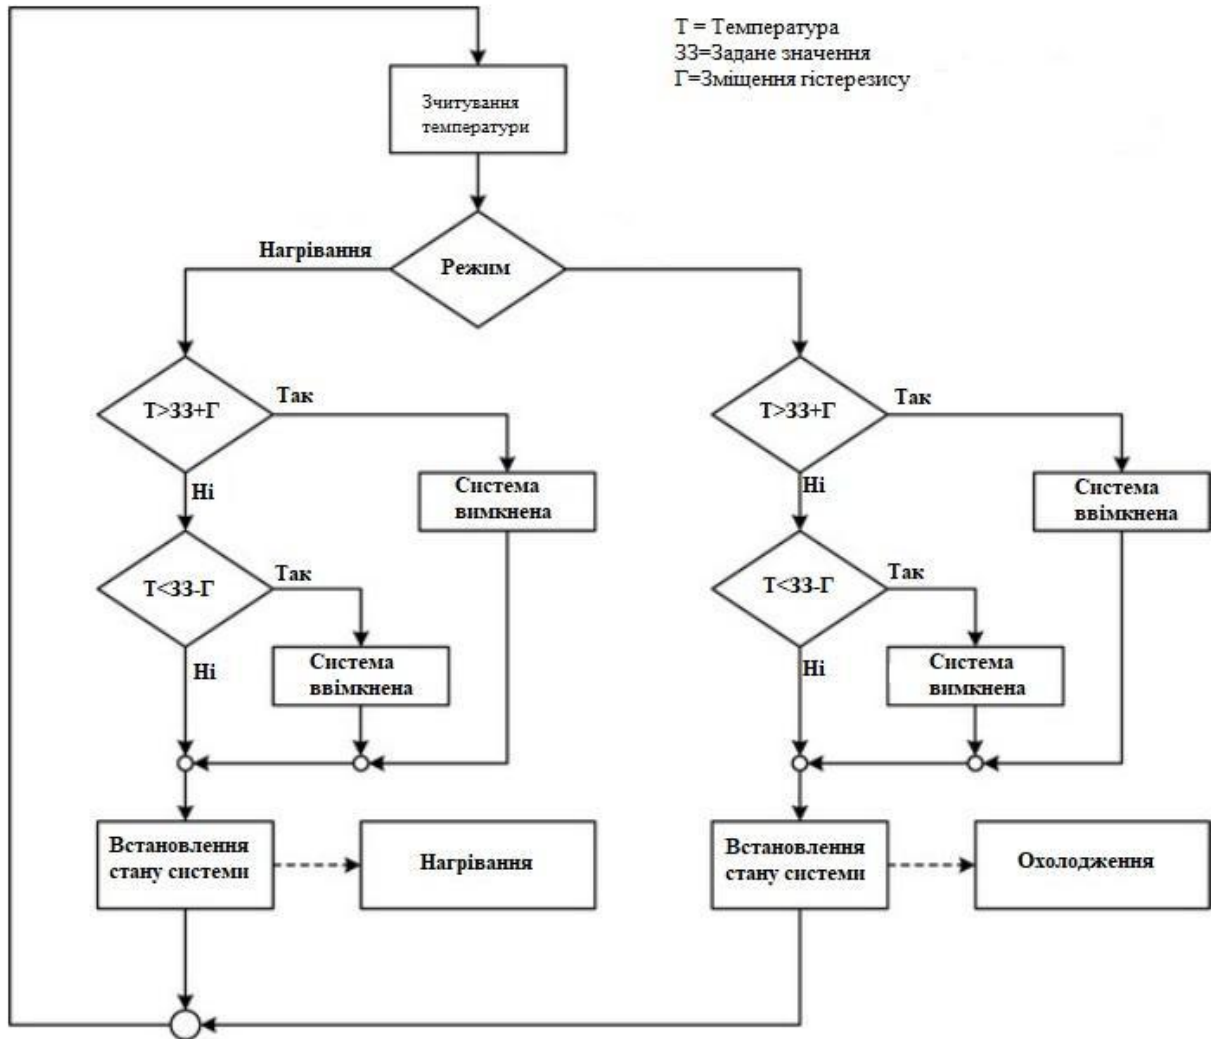 Т = Температура
ЗЗ=Задане значення
Г=Зміщення гістерезису
Зчитування
температури
Нагрівання
Режим
Т>ЗЗ+Г
Так
Ні
Система
вимкнена
Т<ЗЗ-Г
Так
Ні
Система
ввімкнена
Встановлення
стану системи
Нагрівання
Т>ЗЗ+Г
Так
Ні
Система
ввімкнена
Т<ЗЗ-Г
Так
Ні
Система
вимкнена
Встановлення
стану системи
Охолодження